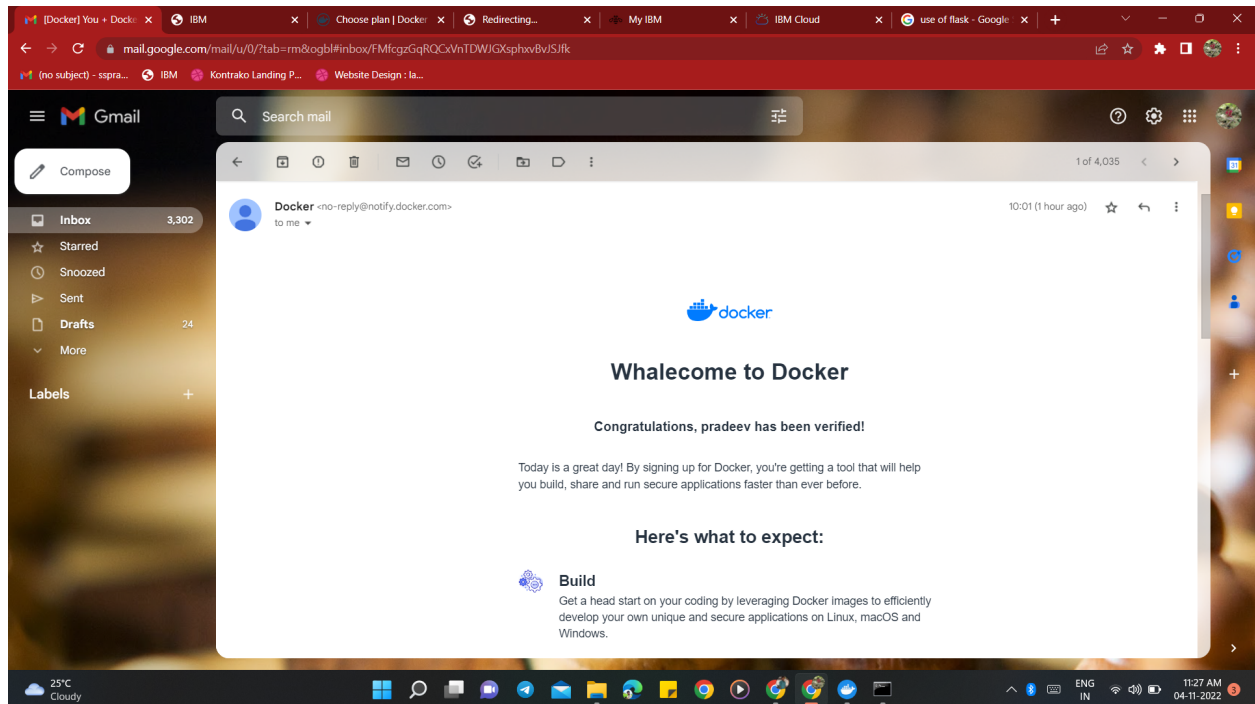 [Docker] You + Docke
IBM
Choose plan | Docker
Redirecting...
My IBM
IBM Cloud
use of flask - Google
mail.google.com/mail/u/0/?tab=rm&ogbl#inbox/FMfcgzGqRQCxVnTDWJGXsphxvBvJSJfk
(no subject) - sspra...
IBM
Kontrako Landing P...
Website Design : la...
Gmail
Search mail
Compose
1 of 4,035
31
Inbox 3,302
Starred
Snoozed
Sent
Drafts 24
More
Labels
Docker <no-reply@notify.docker.com>
10:01 (1 hour ago)
to me
docker
Whalecome to Docker
Congratulations, pradeev has been verified!
Today is a great day! By signing up for Docker, you're getting a tool that will help
you build, share and run secure applications faster than ever before.
Here's what to expect:
Build
Get a head start on your coding by leveraging Docker images to efficiently
develop your own unique and secure applications on Linux, macOS and
Windows.
25°C
Cloudy
ENG
IN
11:27 AM
04-11-2022
3